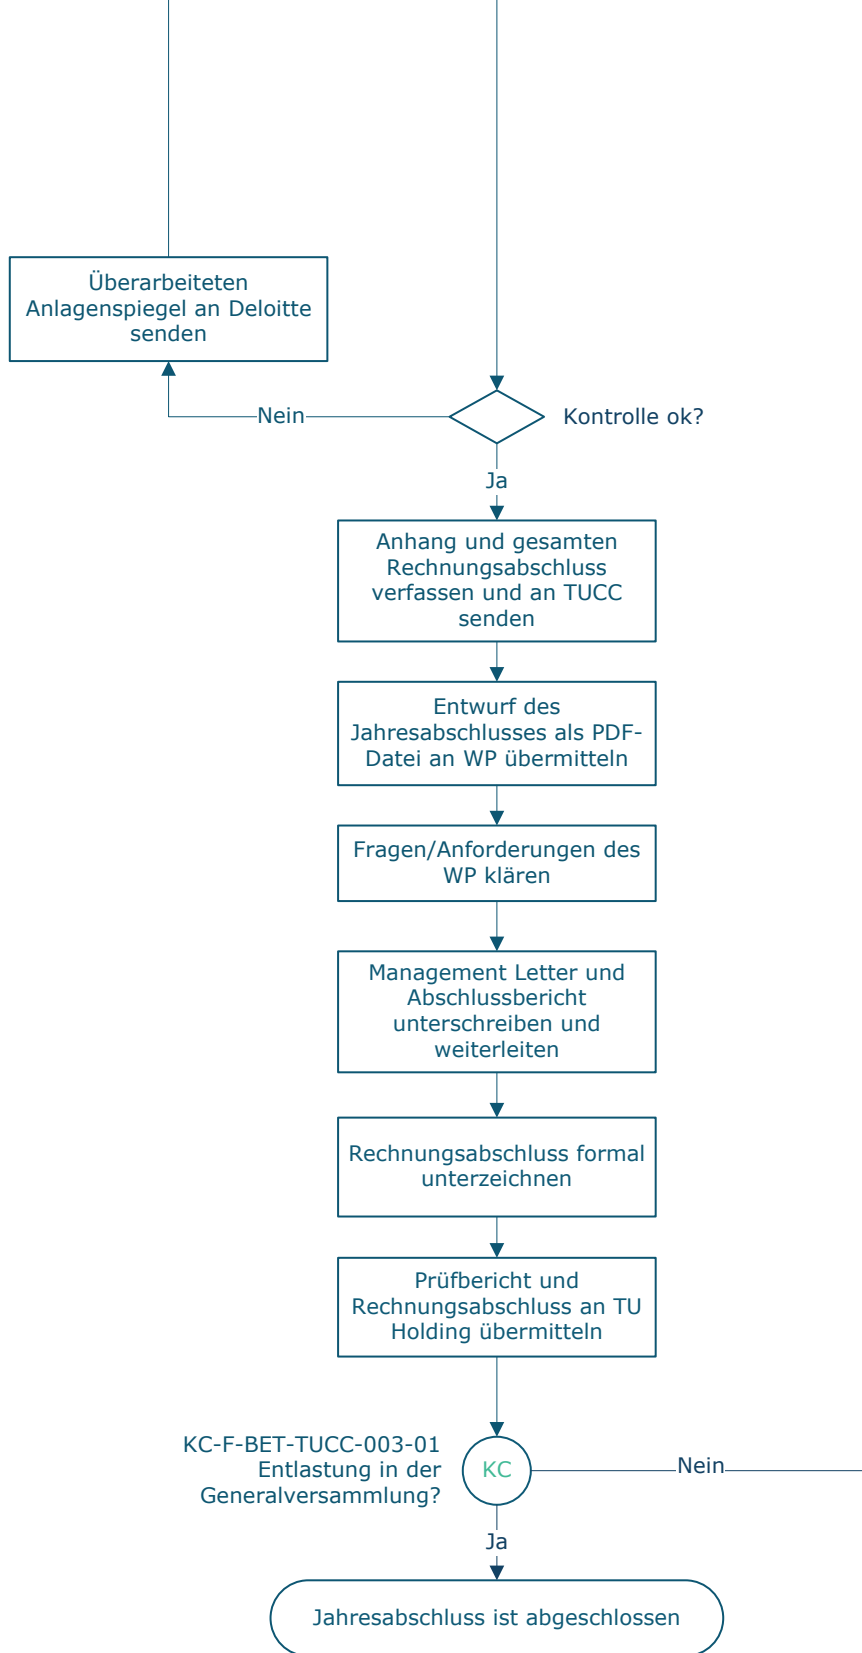 Überarbeiteten
Anlagenspiegel an Deloitte
senden
Nein
Kontrolle ok?
Ja
Anhang und gesamten
Rechnungsabschluss
verfassen und an TUCC
senden
Entwurf des
Jahresabschlusses als PDF-
Datei an WP übermitteln
Fragen/Anforderungen des
WP klären
Management Letter und
Abschlussbericht
unterschreiben und
weiterleiten
Rechnungsabschluss formal
unterzeichnen
Prüfbericht und
Rechnungsabschluss an TU
Holding übermitteln
KC-F-BET-TUCC-003-01
Entlastung in der
Generalversammlung?
KC
Nein
Ja
Jahresabschluss ist abgeschlossen